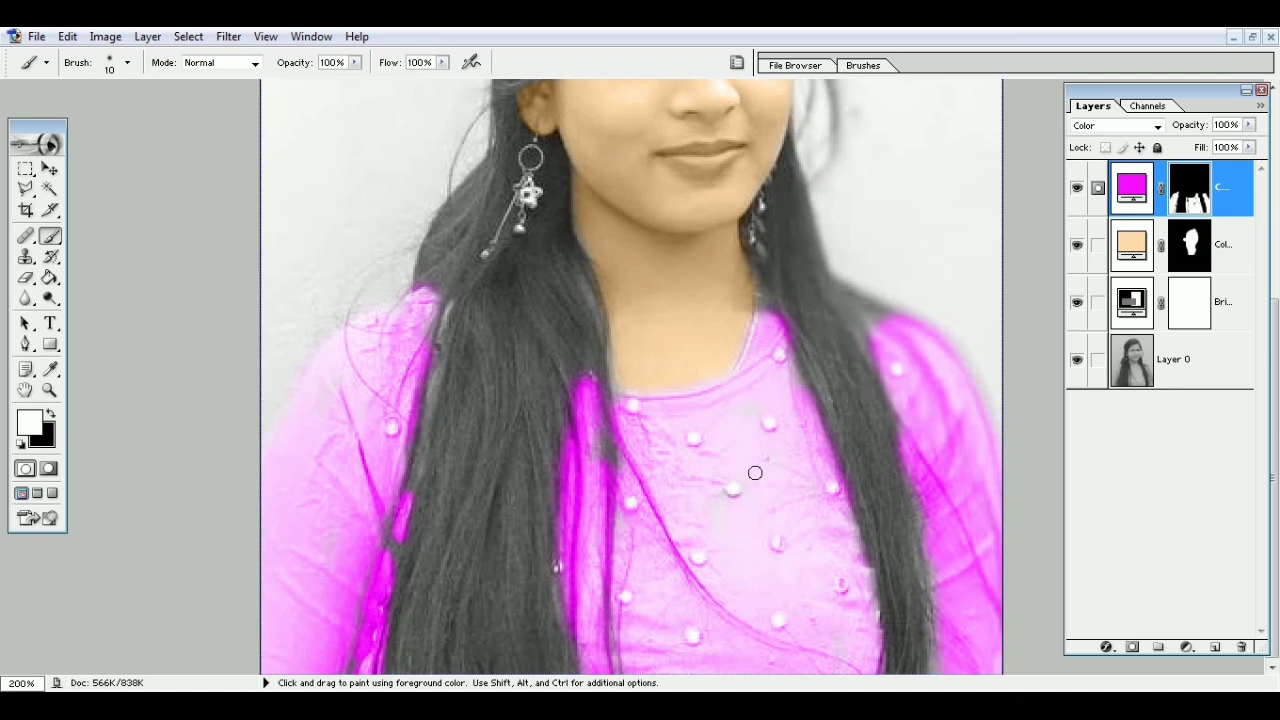 File Edit Image Layer Select Filter View Window Help
Brush: 10 Mode: Normal Opacity: 100% Flow: 100% File Browser Brushes
Layers Channels
Color Opacity: 100%
Lock: Fill: 100%
C...
Col...
Bri...
Layer 0
T
200% Doc: 566K/838K Click and drag to paint using foreground color. Use Shift, Alt, and Ctrl for additional options.